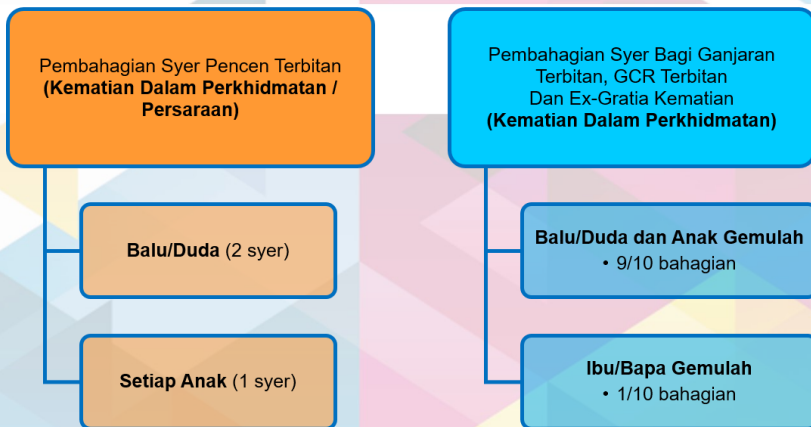 Pembahagian Syer Pencen Terbitan
(Kematian Dalam Perkhidmatan /
Persaraan)
Balu/Duda (2 syer)
Setiap Anak (1 syer)
Pembahagian Syer Bagi Ganjaran
Terbitan, GCR Terbitan
Dan Ex-Gratia Kematian
(Kematian Dalam Perkhidmatan)
Balu/Duda dan Anak Gemulah
• 9/10 bahagian
Ibu/Bapa Gemulah
• 1/10 bahagian